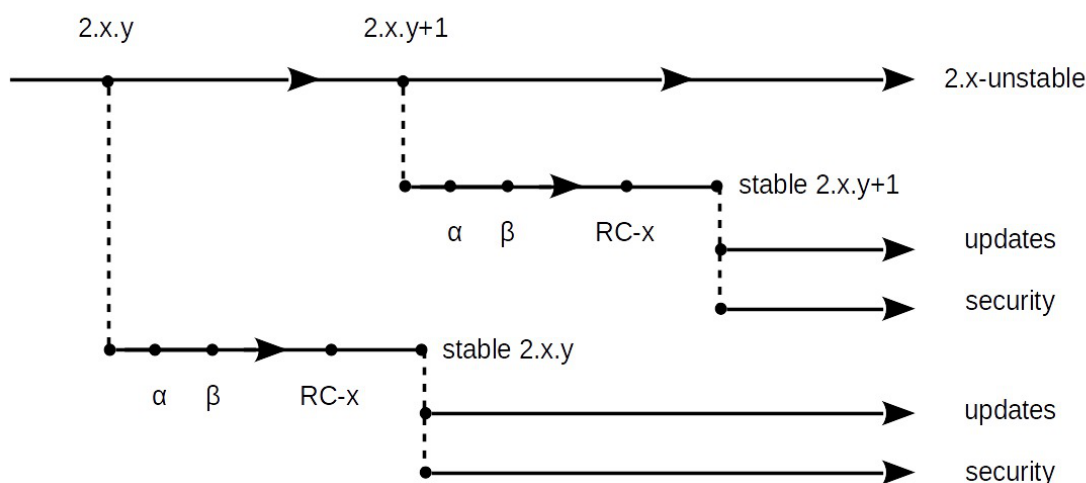 2.x.y 2.x.y+1
2.x-unstable
stable 2.x.y+1
α β RC-x
updates
security
stable 2.x.y
α β RC-x
updates
security